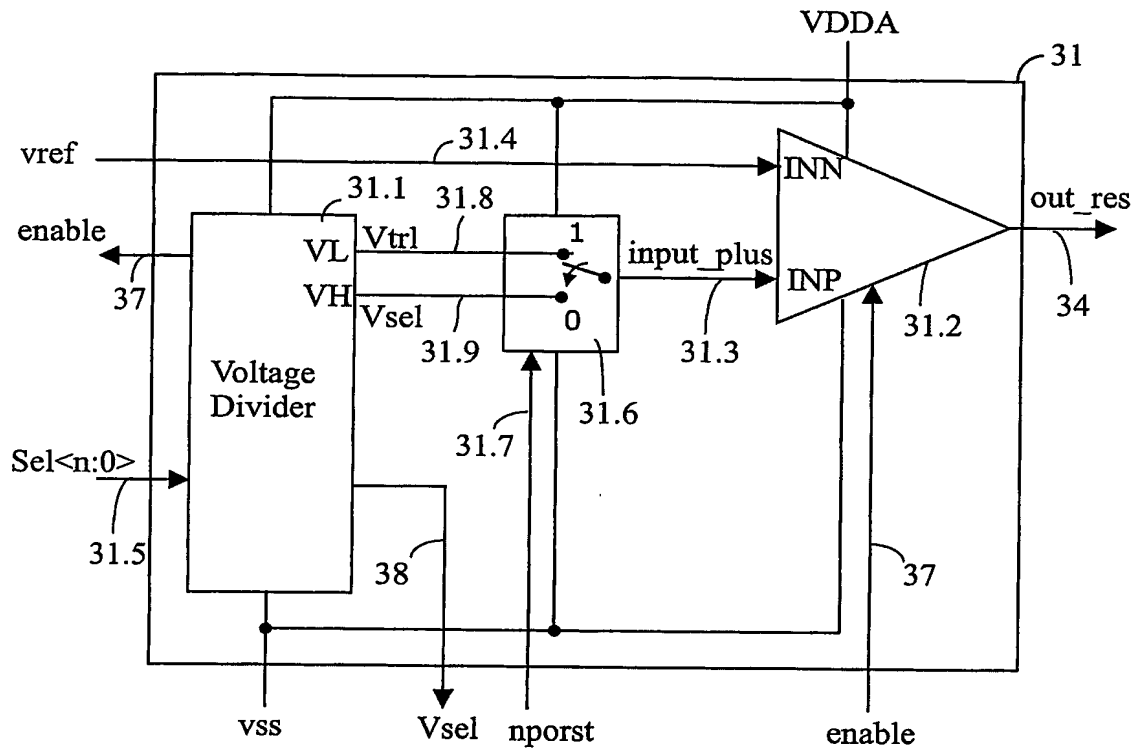 VDDA
31
vref
31.4
INN
31.1
31.8
out_res
enable
VL
Vtrl
1
input_plus
37
VH
INP
34
Vsel
0
31.2
31.9
31.3
Voltage
Divider
31.6
31.7
Sel<n:0>
31.5
38
37
vss
Vsel
nporst
enable